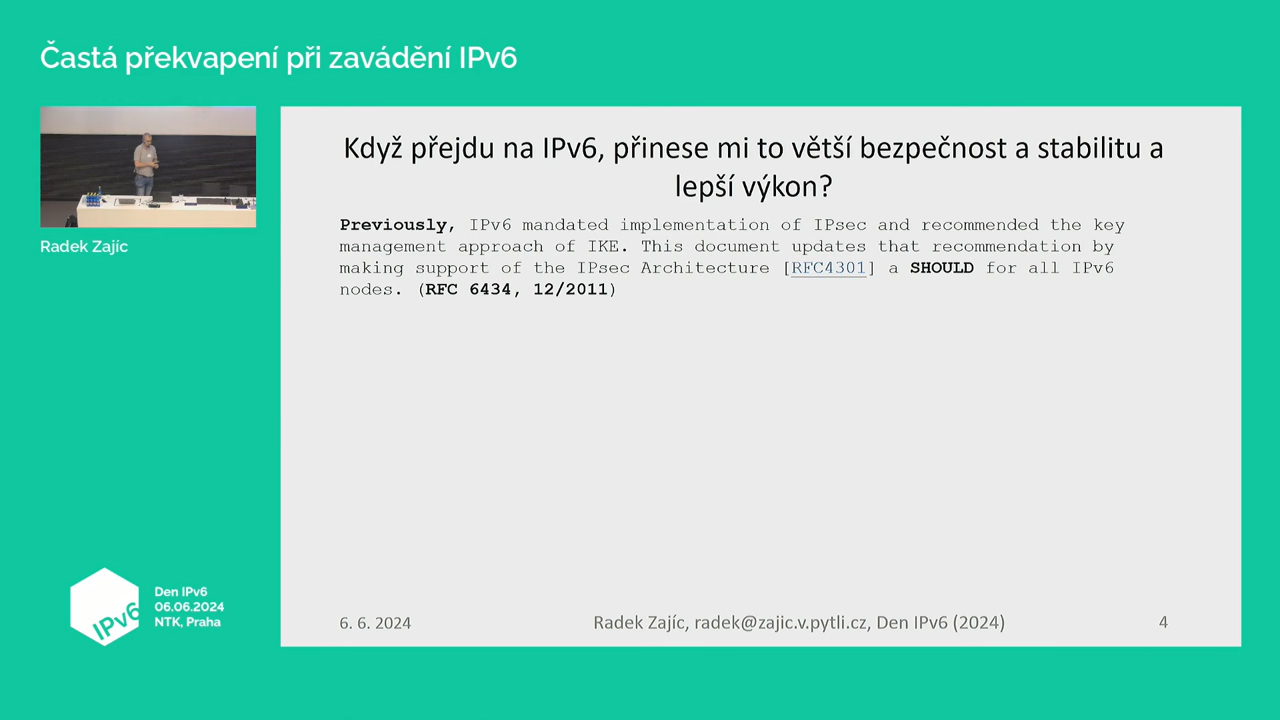 Častá překvapení při zavádění IPv6
Radek Zajíc
Když přejdu na IPv6, přinese mi to větší bezpečnost a stabilitu a
lepší výkon?
Previously, IPv6 mandated implementation of IPsec and recommended the key
management approach of IKE. This document updates that recommendation by
making support of the IPsec Architecture [RFC4301] a SHOULD for all IPv6
nodes. (RFC 6434, 12/2011)
6. 6. 2024
Radek Zajíc, radek@zajic.v.pytli.cz, Den IPv6 (2024)
4
IPv6
Den IPv6
06.06.2024
NTK, Praha